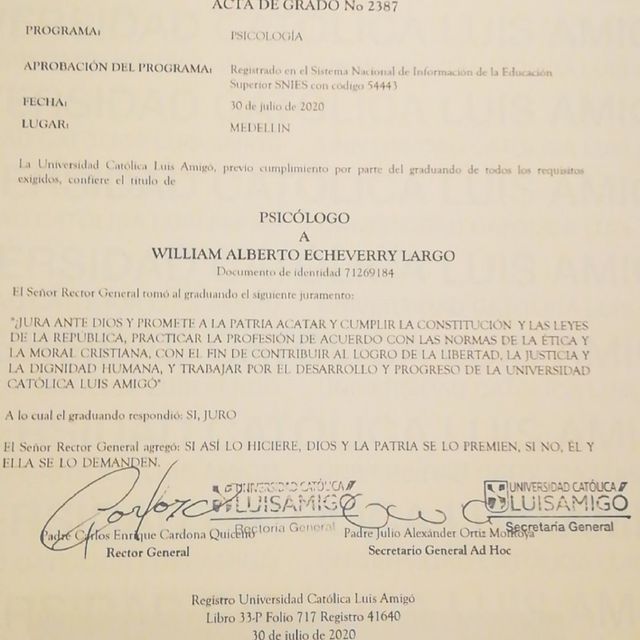 ACTA DE GRADO No 2387
PROGRAMA: PSICOLOGÍA
APROBACIÓN DEL PROGRAMA: Registrado en el Sistema Nacional de Información de la Educación
Superior SNIES con código 54443
FECHA: 30 de julio de 2020
LUGAR: MEDELLIN
La Universidad Católica Luis Amigó, previo cumplimiento por parte del graduando de todos los requisitos
exigidos, confiere el título de
PSICÓLOGO
A
WILLIAM ALBERTO ECHEVERRY LARGO
Documento de identidad 71269184
El Señor Rector General tomó al graduando el siguiente juramento:
"¿JURA ANTE DIOS Y PROMETE A LA PATRIA ACATAR Y CUMPLIR LA CONSTITUCIÓN Y LAS LEYES
DE LA REPÚBLICA, PRACTICAR LA PROFESIÓN DE ACUERDO CON LAS NORMAS DE LA ÉTICA Y
LA MORAL CRISTIANA, CON EL FIN DE CONTRIBUIR AL LOGRO DE LA LIBERTAD, LA JUSTICIA Y
LA DIGNIDAD HUMANA, Y TRABAJAR POR EL DESARROLLO Y PROGRESO DE LA UNIVERSIDAD
CATÓLICA LUIS AMIGÓ"
A lo cual el graduando respondió: SI, JURO
El Señor Rector General agregó: SI ASÍ LO HICIERE, DIOS Y LA PATRIA SE LO PREMIEN, SI NO, ÉL Y
ELLA SE LO DEMANDEN.
UNIVERSIDAD CATÓLICA
LUIS AMIGÓ
Rectoría General
UNIVERSIDAD CATÓLICA
LUIS AMIGÓ
Secretaria General
Padre Carlos Enrique Cardona Quiceno
Rector General
Padre Julio Alexánder Ortiz Montoya
Secretario General Ad Hoc
Registro Universidad Católica Luis Amigó
Libro 33-P Folio 717 Registro 41640
30 de julio de 2020